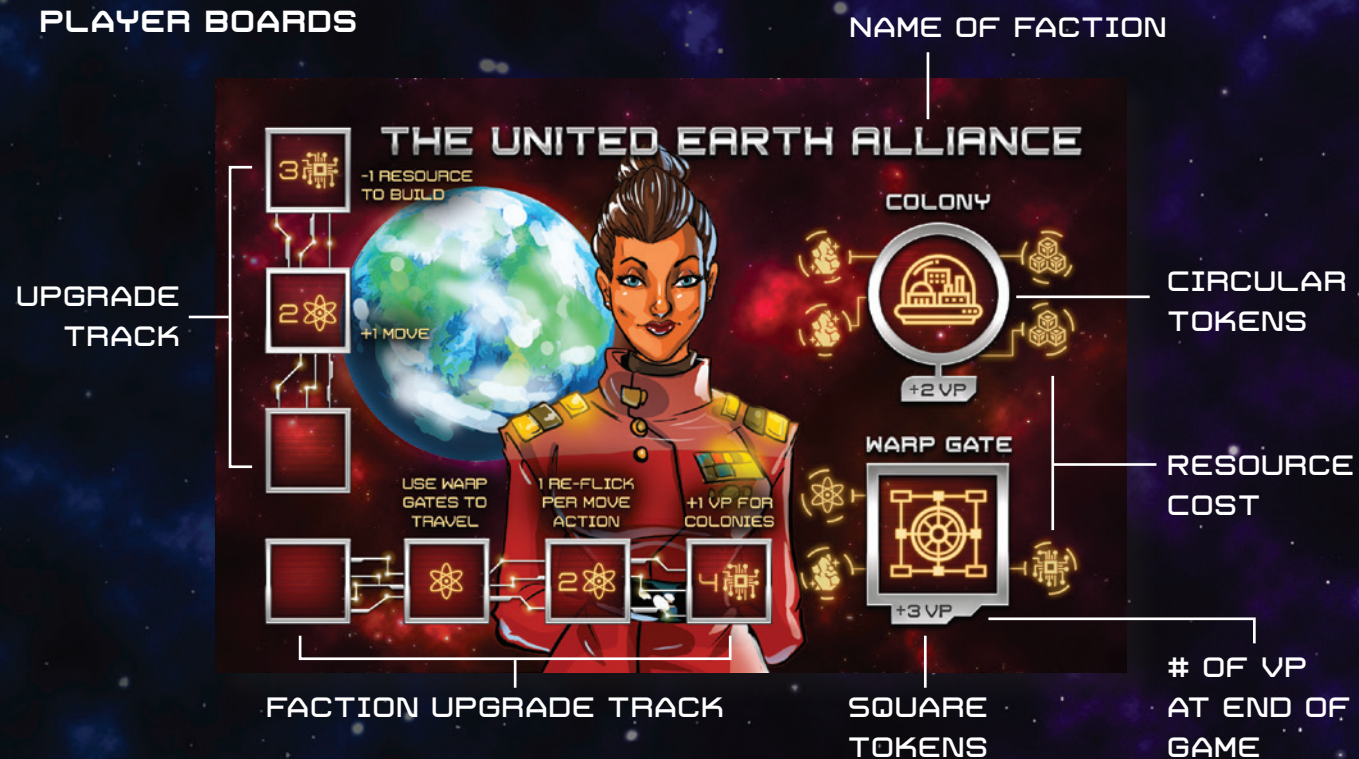 PLAYER BOARDS
NAME OF FACTION
THE UNITED EARTH ALLIANCE
3
-1 RESOURCE
TO BUILD
COLONY
UPGRADE
TRACK
2
+1 MOVE
CIRCULAR
TOKENS
+2 VP
WARP GATE
RESOURCE
COST
USE WARP
GATES TO
TRAVEL
1 RE-FLICK
PER MOVE
ACTION
+1 VP FOR
COLONIES
2
4
+3 VP
FACTION UPGRADE TRACK
SQUARE
TOKENS
# OF VP
AT END OF
GAME